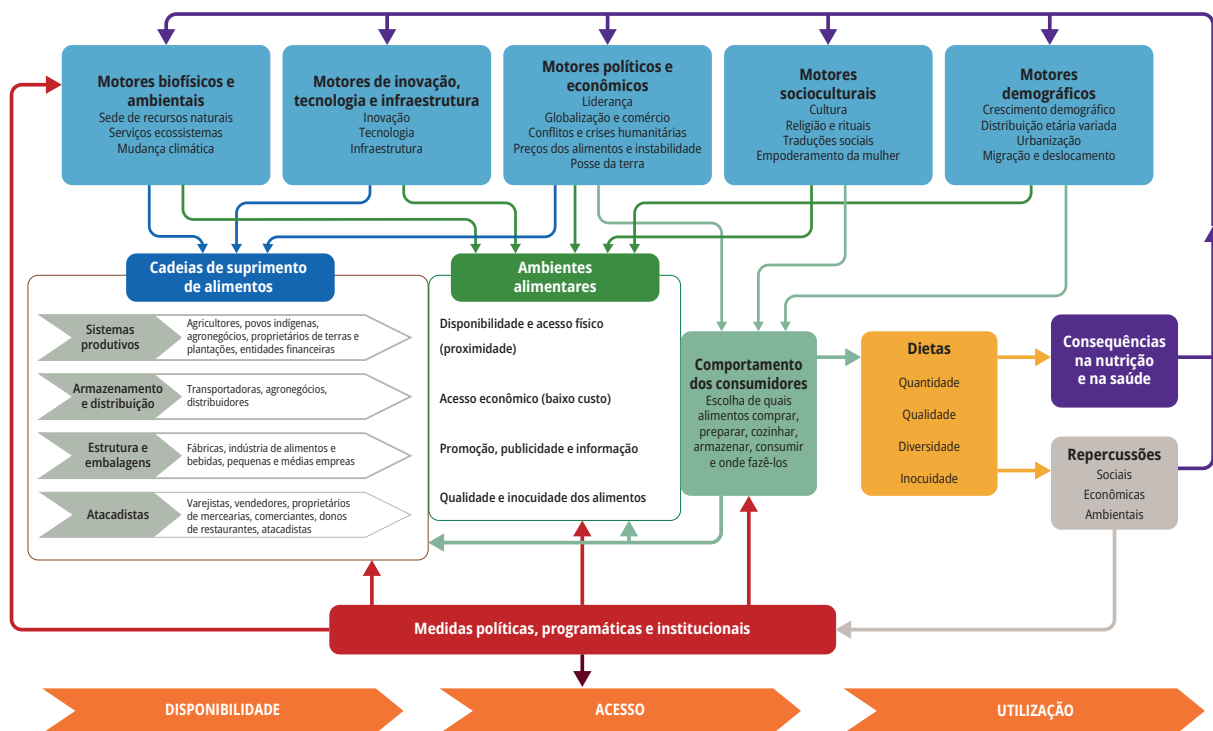 Motores biofísicos e
ambientais
Sede de recursos naturais
Serviços ecossistemas
Mudança climática
Motores de inovação,
tecnologia e infraestrutura
Inovação
Tecnologia
Infraestrutura
Motores políticos e
econômicos
Liderança
Globalização e comércio
Conflitos e crises humanitárias
Preços dos alimentos e instabilidade
Posse da terra
Motores
socioculturais
Cultura
Religião e rituais
Traduções sociais
Empoderamento da mulher
Motores
demográficos
Crescimento demográfico
Distribuição etária variada
Urbanização
Migração e deslocamento
Cadeias de suprimento
de alimentos
Sistemas
produtivos
Agricultores, povos indígenas,
agronegócios, proprietários de terras e
plantações, entidades financeiras
Armazenamento
e distribuição
Transportadoras, agronegócios,
distribuidores
Estrutura e
embalagens
Fábricas, indústria de alimentos e
bebidas, pequenas e médias empreas
Atacadistas
Varejistas, vendedores, proprietários
de mercearias, comerciantes, donos
de restaurantes, atacadistas
Ambientes
alimentares
Disponibilidade e acesso físico
(proximidade)
Acesso econômico (baixo custo)
Promoção, publicidade e informação
Qualidade e inocuidade dos alimentos
Comportamento
dos consumidores
Escolha de quais
alimentos comprar,
preparar, cozinhar,
armazenar, consumir
e onde fazê-los
Dietas
Quantidade
Qualidade
Diversidade
Inocuidade
Consequências
na nutrição
e na saúde
Repercussões
Sociais
Econômicas
Ambientais
Medidas políticas, programáticas e institucionais
DISPONIBILIDADE
ACESSO
UTILIZAÇÃO